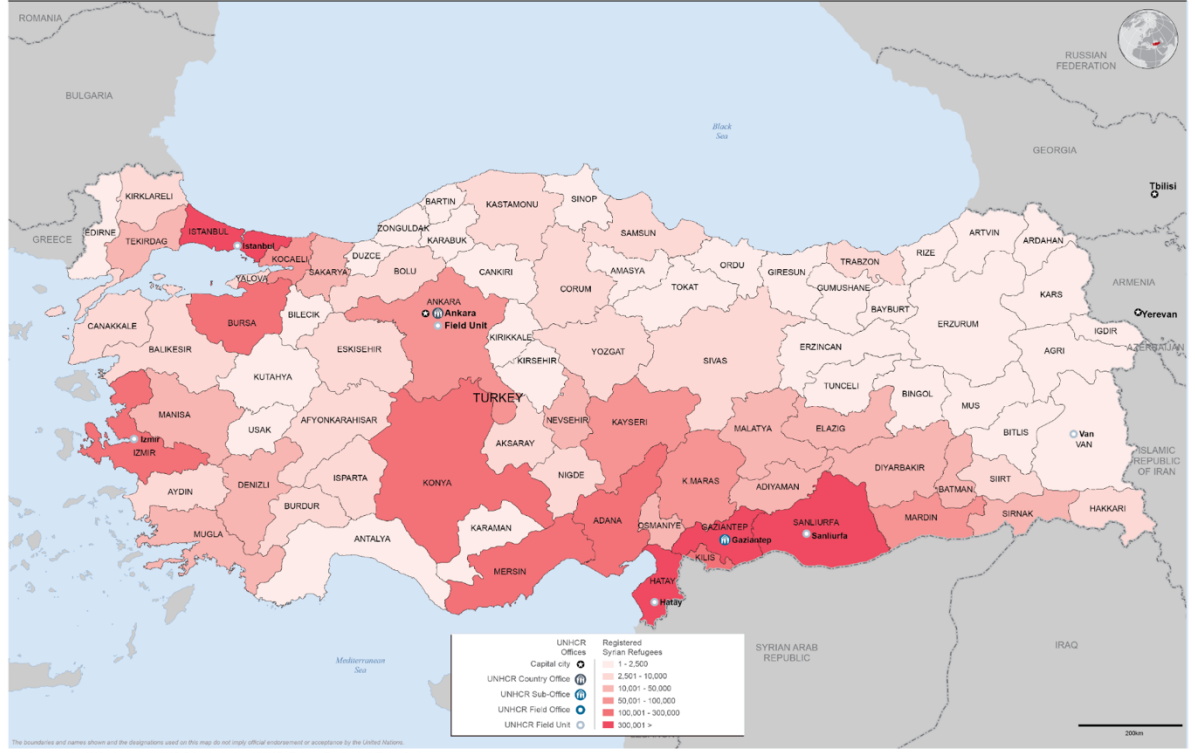 ROMANIA
RUSSIAN
FEDERATION
BULGARIA
Black
Sea
GEORGIA
Tbilisi
KIRKLARELI
BARTIN
KASTAMONU
SINOP
EDIRNE
ISTANBUL
ZONGULDAK
SAMSUN
ARTVIN
ARDAHAN
GREECE
TEKIRDAG
Istanbul
KARABUK
KOCAELI
DUZCE
ORDU
TRABZON
RIZE
YALOVA
SAKARYA
BOLU
CANKIRI
AMASYA
GIRESUN
ARMENIA
CORUM
TOKAT
GUMUSHANE
KARS
ANKARA
BAYBURT
Ankara
Yerevan
BURSA
BILECIK
CANAKKALE
Field Unit
ERZURUM
IGDIR
KIRIKKALE
AZERBAIJAN
BALIKESIR
ESKISEHIR
YOZGAT
ERZINCAN
AGRI
KIRSEHIR
SIVAS
KUTAHYA
TUNCELI
BINGOL
TURKEY
MUS
MANISA
AFYONKARAHISAR
NEVSEHIR
KAYSERI
USAK
MALATYA
ELAZIG
BITLIS
Van
VAN
Izmir
IZMIR
AKSARAY
ISLAMIC
REPUBLIC
OF IRAN
DIYARBAKIR
NIGDE
ISPARTA
SIIRT
KONYA
K.MARAS
DENIZLI
ADIYAMAN
BATMAN
AYDIN
BURDUR
HAKKARI
SIRNAK
MARDIN
ADANA
SANLIURFA
OSMANIYE
GAZIANTEP
KARAMAN
MUGLA
Sanliurfa
ANTALYA
Gaziantep
KILIS
MERSIN
HATAY
Hatay
SYRIAN ARAB
REPUBLIC
IRAQ
Mediterranean
Sea
UNHCR
Offices
Registered
Syrian Refugees
Capital city
1 - 2,500
UNHCR Country Office
2,501 - 10,000
10,001 - 50,000
UNHCR Sub-Office
50,001 - 100,000
UNHCR Field Office
100,001 - 300,000
UNHCR Field Unit
300,001 >
200km
The boundaries and names shown and the designations used on this map do not imply official endorsement or acceptance by the United Nations.